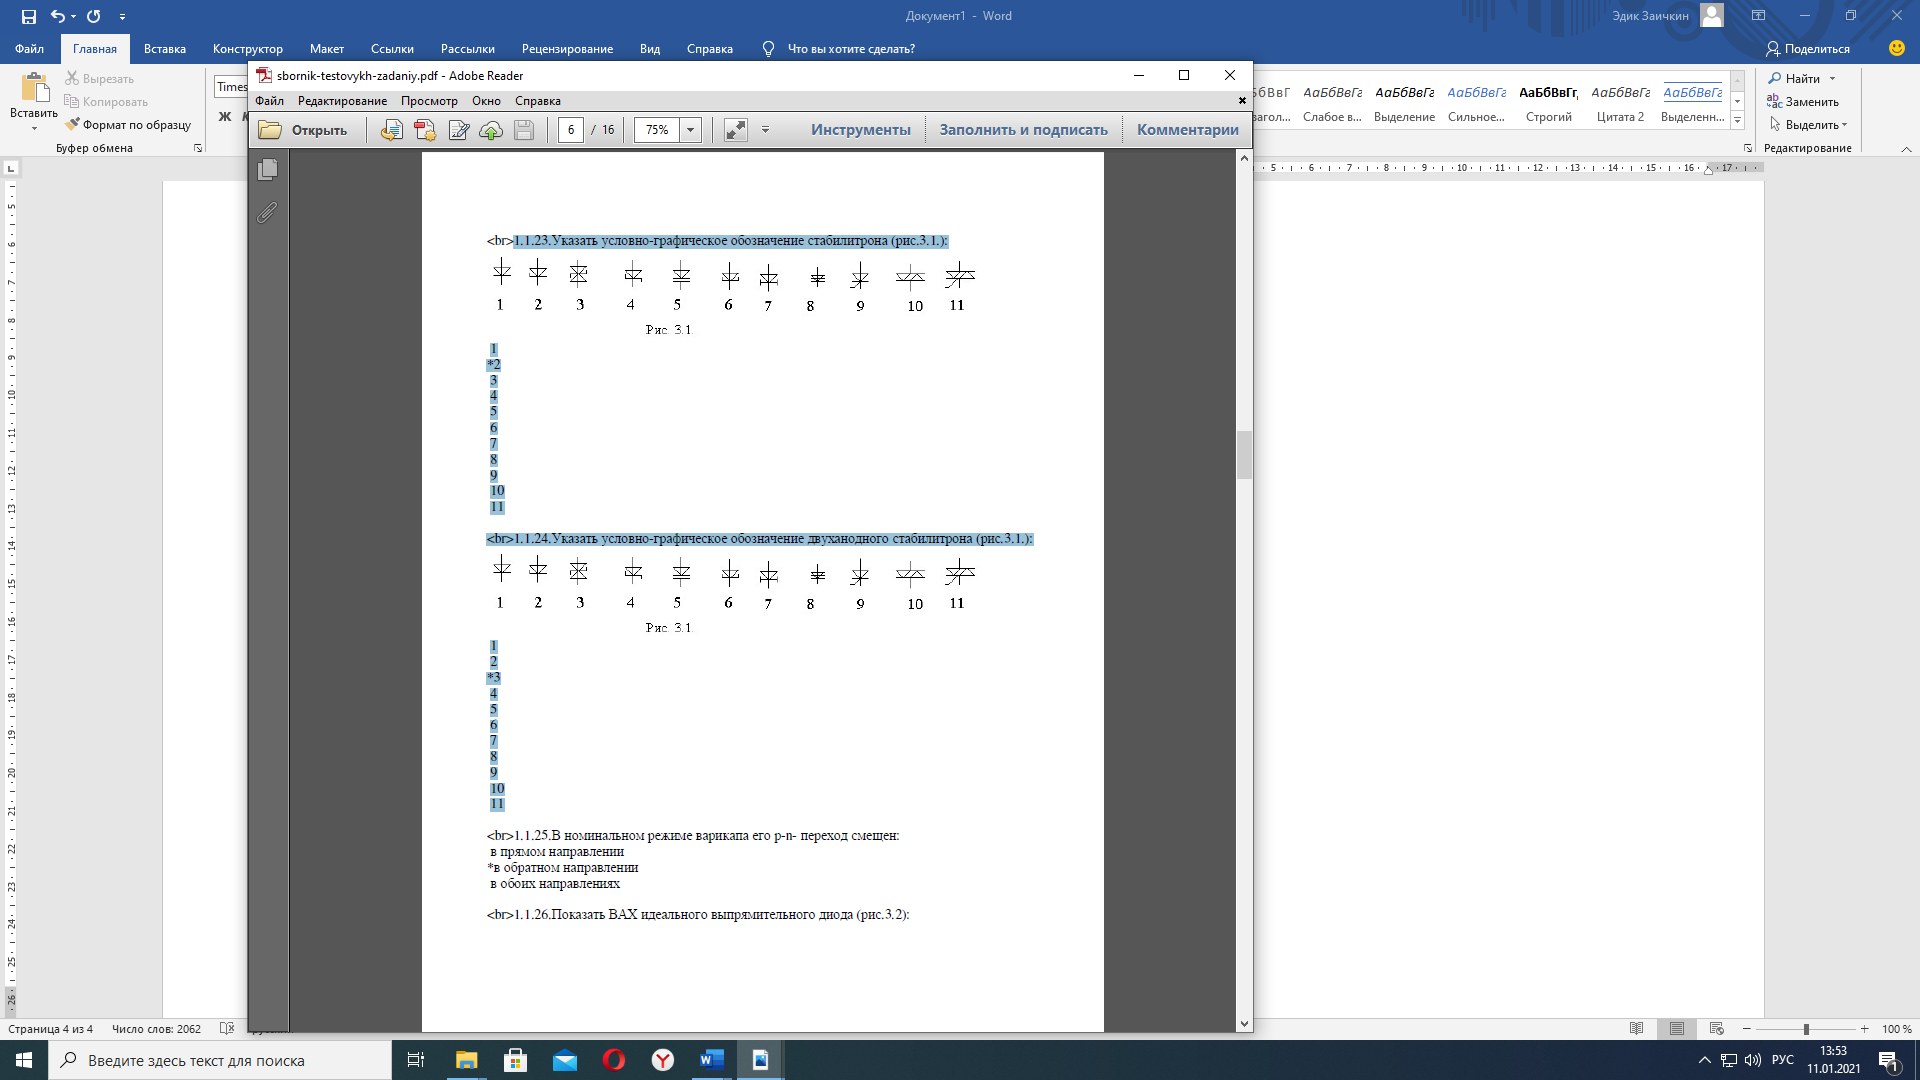 Документ1 - Word
Эдик Заичкин
Файл Главная Вставка Конструктор Макет Ссылки Рассылки Рецензирование Вид Справка Что вы хотите сделать? Поделиться
Вставить
Вырезать
Копировать
Формат по образцу
Буфер обмена
Times
Ж К
АаБбВвГг АаБбВвГг АаБбВвГг АаБбВвГг, АаБбВвГг АаБбВвГг
Слабое в... Выделение Сильное... Строгий Цитата 2 Выделенн...
Найти
Заменить
Выделить
Редактирование
sbornik-testovykh-zadaniy.pdf - Adobe Reader
Файл Редактирование Просмотр Окно Справка
Открыть 6 / 16 75% Инструменты Заполнить и подписать Комментарии
<br>1.1.23.Указать условно-графическое обозначение стабилитрона (рис.3.1.):
1 2 3 4 5 6 7 8 9 10 11
Рис. 3.1.
1
*2
3
4
5
6
7
8
9
10
11
<br>1.1.24.Указать условно-графическое обозначение двуханодного стабилитрона (рис.3.1.):
1 2 3 4 5 6 7 8 9 10 11
Рис. 3.1.
1
2
*3
4
5
6
7
8
9
10
11
<br>1.1.25.В номинальном режиме варикапа его p-n- переход смещен:
в прямом направлении
*в обратном направлении
в обоих направлениях
<br>1.1.26.Показать ВАХ идеального выпрямительного диода (рис.3.2):
Страница 4 из 4 Число слов: 2062
100 %
Введите здесь текст для поиска
РУС
13:53
11.01.2021
1